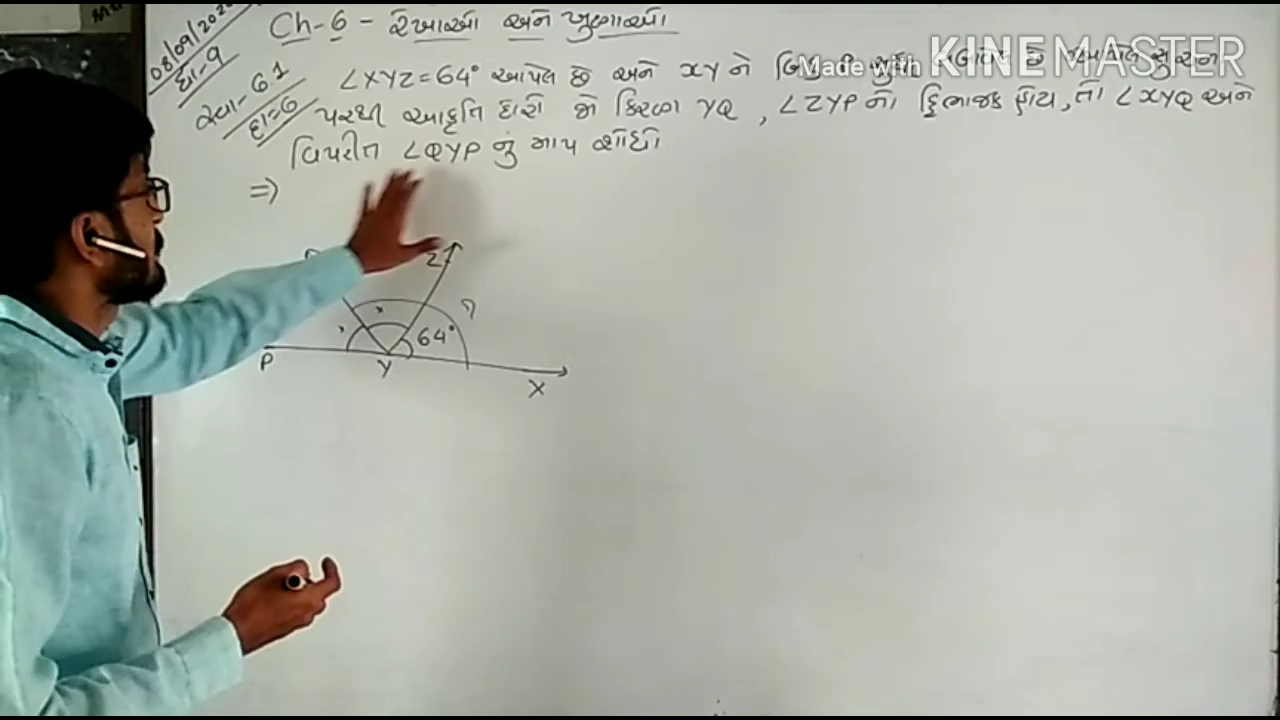 08/09/2020
ધો-9
Ch-6 - રેખાઓ અને ખૂણાઓ
સ્વા-6.1
દા=6
∠XYZ=64° આપેલ છે અને XY ને બિંદુ
Made with KINEMASTER
પરથી આકૃતિ દોરો જો કિરણ YQ, ∠ZYP નો દ્વિભાજક હોય, તો ∠XYQ અને
વિપરીત ∠QYP નું માપ શોધો
⇒
Z
64°
P
Y
X